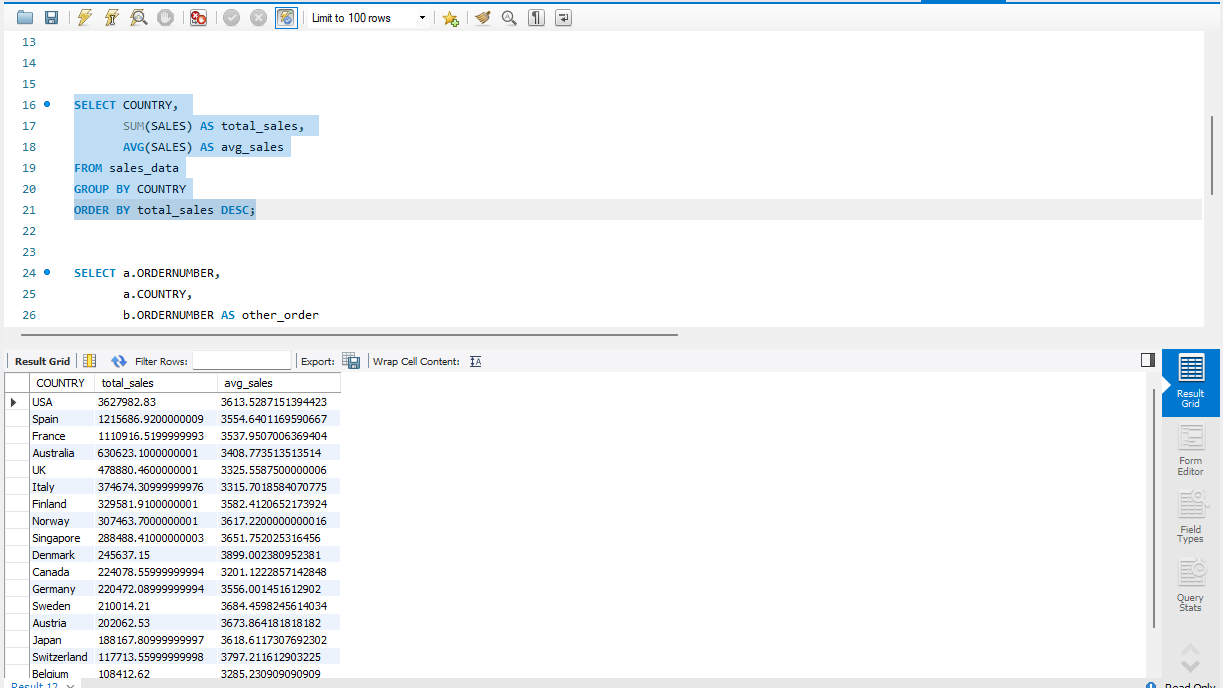 Limit to 100 rows
13
14
15
16 SELECT COUNTRY,
17 SUM(SALES) AS total_sales,
18 AVG(SALES) AS avg_sales
19 FROM sales_data
20 GROUP BY COUNTRY
21 ORDER BY total_sales DESC;
22
23
24 SELECT a.ORDERNUMBER,
25 a.COUNTRY,
26 b.ORDERNUMBER AS other_order
Result Grid Filter Rows: Export: Wrap Cell Content:
COUNTRY total_sales avg_sales
USA 3627982.83 3613.5287151394423
Spain 1215686.9200000009 3554.6401169590667
France 1110916.5199999993 3537.9507006369404
Australia 630623.1000000001 3408.773513513514
UK 478880.4600000001 3325.5587500000006
Italy 374674.30999999976 3315.7018584070775
Finland 329581.9100000001 3582.4120652173924
Norway 307463.7000000001 3617.2200000000016
Singapore 288488.41000000003 3651.752025316456
Denmark 245637.15 3899.002380952381
Canada 224078.55999999994 3201.1222857142848
Germany 220472.08999999994 3556.001451612902
Sweden 210014.21 3684.4598245614034
Austria 202062.53 3673.864181818182
Japan 188167.80999999997 3618.6117307692302
Switzerland 117713.55999999998 3797.211612903225
Belgium 108412.62 3285.230909090909
Result
Grid
Form
Editor
Field
Types
Query
Stats
Result 12
Read Only